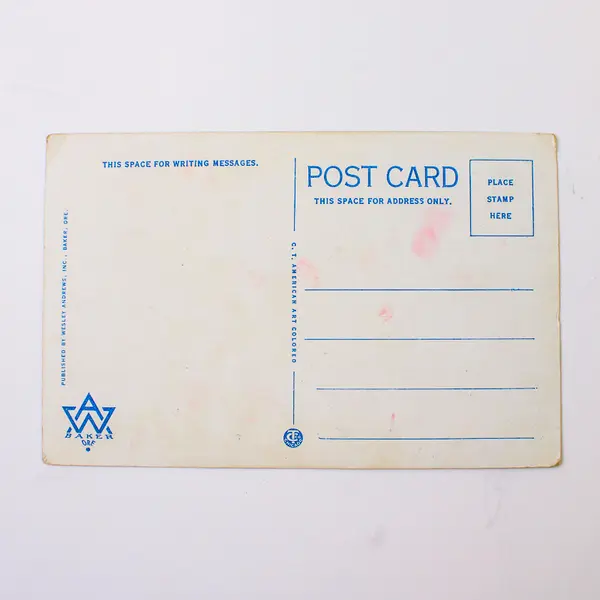 THIS SPACE FOR WRITING MESSAGES.
PUBLISHED BY WESLEY ANDREWS, INC., BAKER, ORE.
AW
BAKER
ORE
C. T. AMERICAN ART COLORED
POST CARD
THIS SPACE FOR ADDRESS ONLY.
PLACE
STAMP
HERE